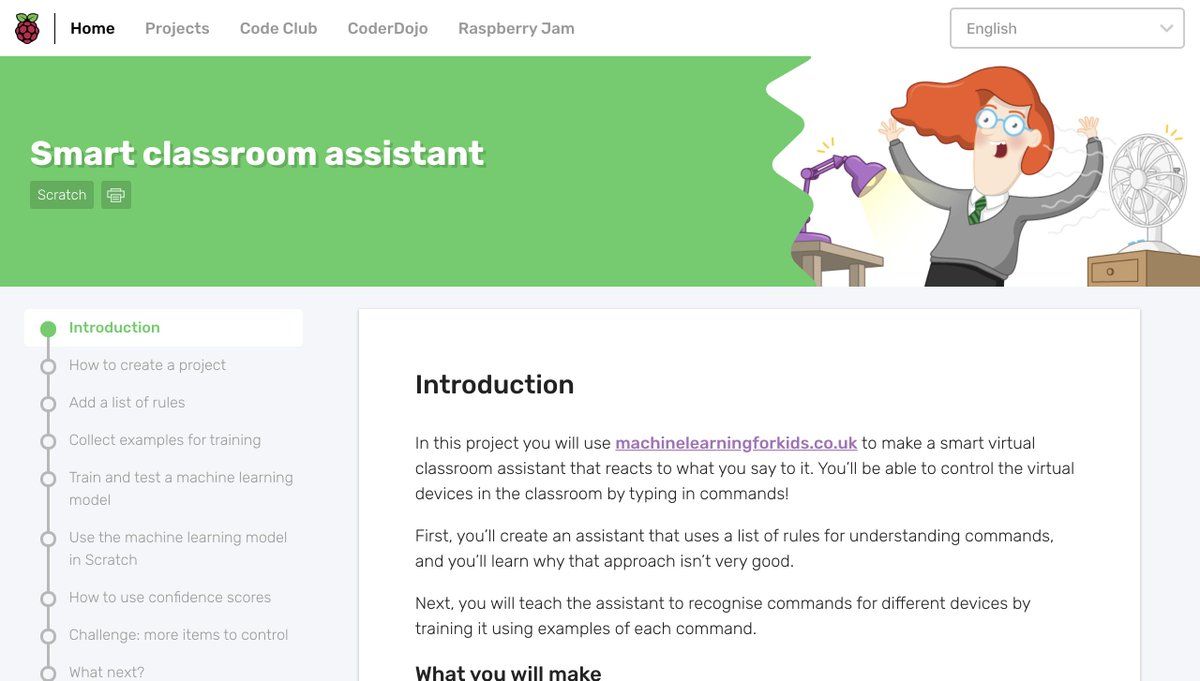 Home Projects Code Club CoderDojo Raspberry Jam English
Smart classroom assistant
Scratch
Introduction
How to create a project
Add a list of rules
Collect examples for training
Train and test a machine learning
model
Use the machine learning model
in Scratch
How to use confidence scores
Challenge: more items to control
What next?
Introduction
In this project you will use machinelearningforkids.co.uk to make a smart virtual
classroom assistant that reacts to what you say to it. You’ll be able to control the virtual
devices in the classroom by typing in commands!
First, you’ll create an assistant that uses a list of rules for understanding commands,
and you’ll learn why that approach isn’t very good.
Next, you will teach the assistant to recognise commands for different devices by
training it using examples of each command.
What you will make